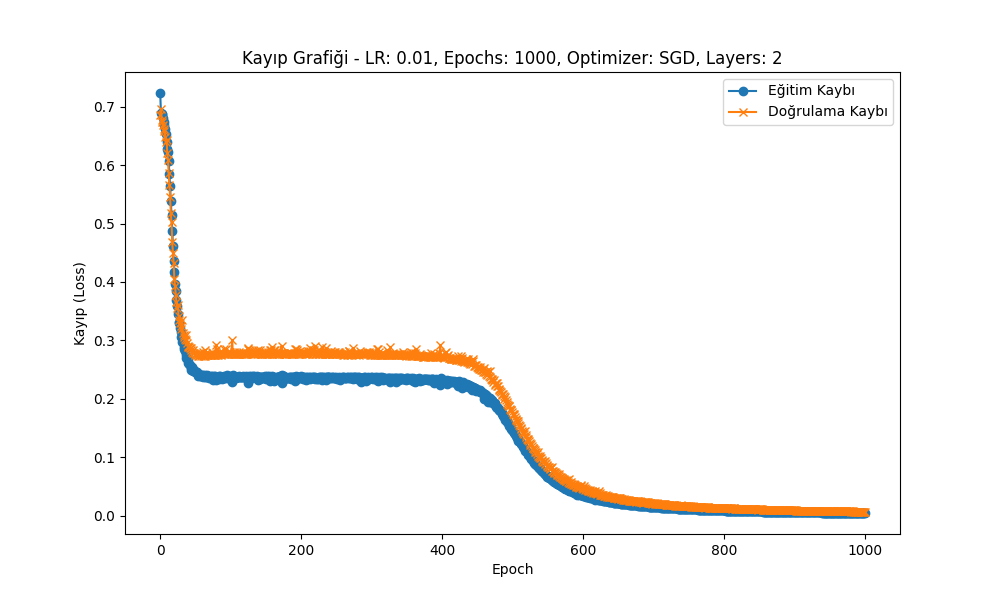 Kayıp Grafiği - LR: 0.01, Epochs: 1000, Optimizer: SGD, Layers: 2
Eğitim Kaybı
Doğrulama Kaybı
Kayıp (Loss)
0.7
0.6
0.5
0.4
0.3
0.2
0.1
0.0
0 200 400 600 800 1000
Epoch